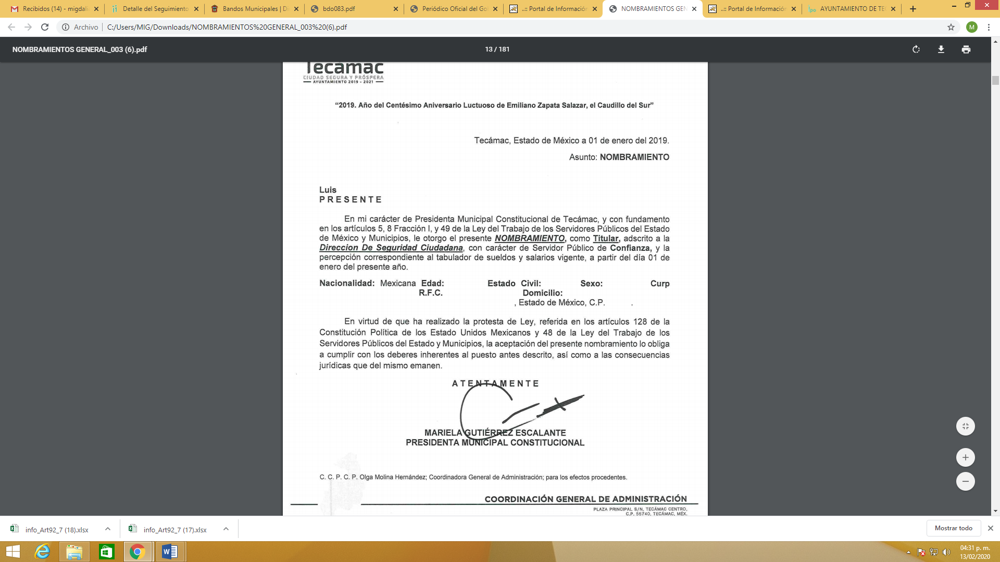 Recibidos (14) - migdali
Detalle del Seguimiento
Bandos Municipales | Di
bdo083.pdf
Periódico Oficial del Go
..:: Portal de Información
NOMBRAMIENTOS GEN
..:: Portal de Información
AYUNTAMIENTO DE TE
Archivo
C:/Users/MIG/Downloads/NOMBRAMIENTOS%20GENERAL_003%20(6).pdf
M
NOMBRAMIENTOS GENERAL_003 (6).pdf
13 / 181
Tecámac
CIUDAD SEGURA Y PRÓSPERA
AYUNTAMIENTO 2019 - 2021
“2019. Año del Centésimo Aniversario Luctuoso de Emiliano Zapata Salazar, el Caudillo del Sur”
Tecámac, Estado de México a 01 de enero del 2019.
Asunto: NOMBRAMIENTO
Luis
P R E S E N T E
En mi carácter de Presidenta Municipal Constitucional de Tecámac, y con fundamento
en los artículos 5, 8 Fracción I, y 49 de la Ley del Trabajo de los Servidores Públicos del Estado
de México y Municipios, le otorgo el presente NOMBRAMIENTO, como Titular, adscrito a la
Direccion De Seguridad Ciudadana, con carácter de Servidor Público de Confianza, y la
percepción correspondiente al tabulador de sueldos y salarios vigente, a partir del día 01 de
enero del presente año.
Nacionalidad: Mexicana Edad: Estado Civil: Sexo: Curp
R.F.C. Domicilio:
, Estado de México, C.P. .
En virtud de que ha realizado la protesta de Ley, referida en los artículos 128 de la
Constitución Política de los Estado Unidos Mexicanos y 48 de la Ley del Trabajo de los
Servidores Públicos del Estado y Municipios, la aceptación del presente nombramiento lo obliga
a cumplir con los deberes inherentes al puesto antes descrito, así como a las consecuencias
jurídicas que del mismo emanen.
A T E N T A M E N T E
MARIELA GUTIÉRREZ ESCALANTE
PRESIDENTA MUNICIPAL CONSTITUCIONAL
C. C. P. C. P. Olga Molina Hernández; Coordinadora General de Administración; para los efectos procedentes.
COORDINACIÓN GENERAL DE ADMINISTRACIÓN
PLAZA PRINCIPAL S/N, TECÁMAC CENTRO,
C.P. 55740, TECÁMAC, MÉX.
info_Art92_7 (18).xlsx
info_Art92_7 (17).xlsx
Mostrar todo
04:31 p. m.
13/02/2020